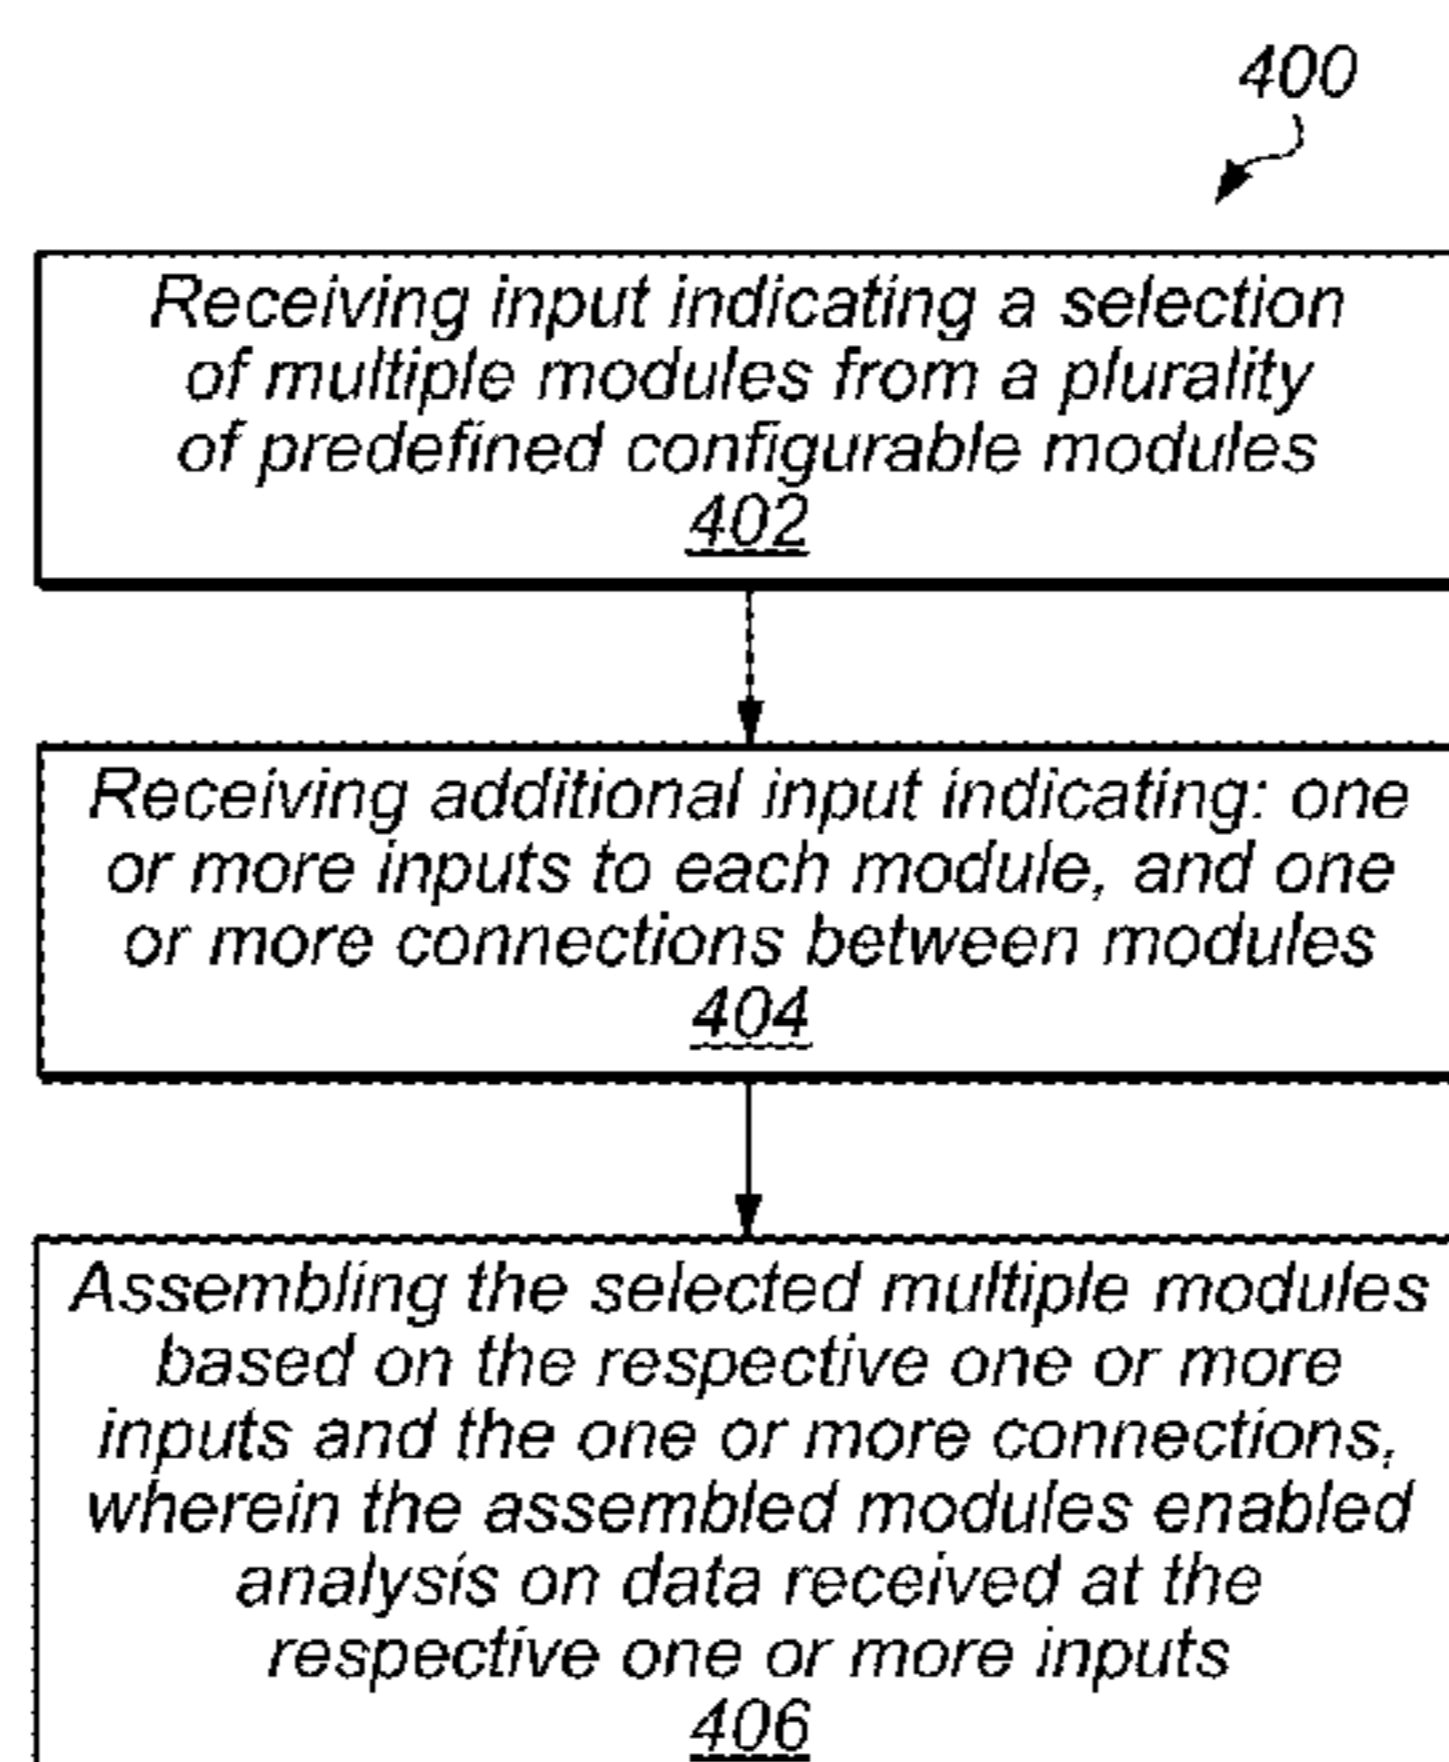 400
Receiving input indicating a selection
of multiple modules from a plurality
of predefined configurable modules
402
Receiving additional input indicating: one
or more inputs to each module, and one
or more connections between modules
404
Assembling the selected multiple modules
based on the respective one or more
inputs and the one or more connections,
wherein the assembled modules enabled
analysis on data received at the
respective one or more inputs
406